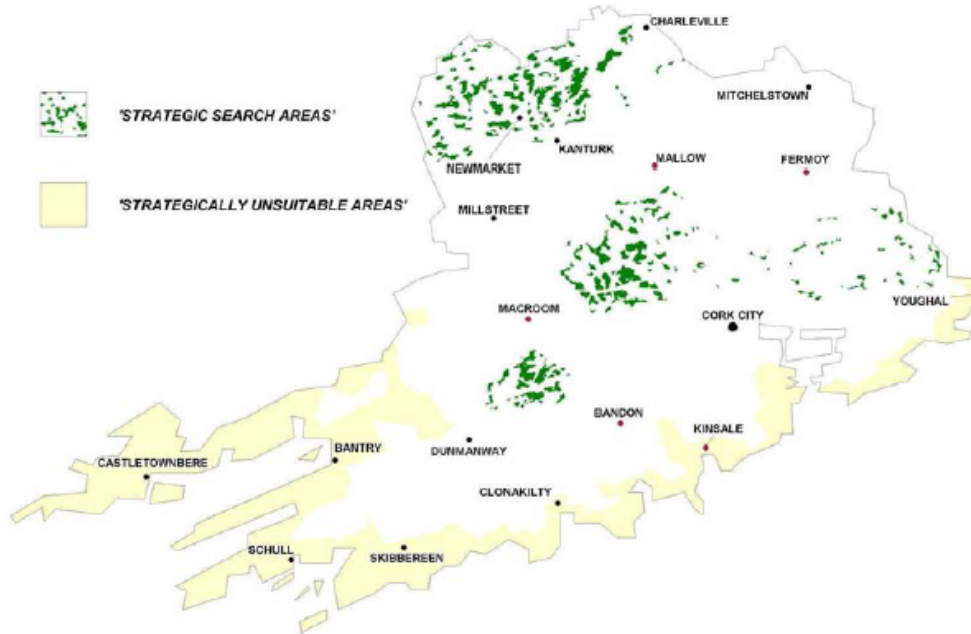 CHARLEVILLE
'STRATEGIC SEARCH AREAS'
MITCHELSTOWN
KANTURK
MALLOW
FERMOY
NEWMARKET
'STRATEGICALLY UNSUITABLE AREAS'
MILLSTREET
YOUGHAL
MACROOM
CORK CITY
BANDON
KINSALE
BANTRY
DUNMANWAY
CASTLETOWNBERE
CLONAKILTY
SCHULL
SKIBBEREEN